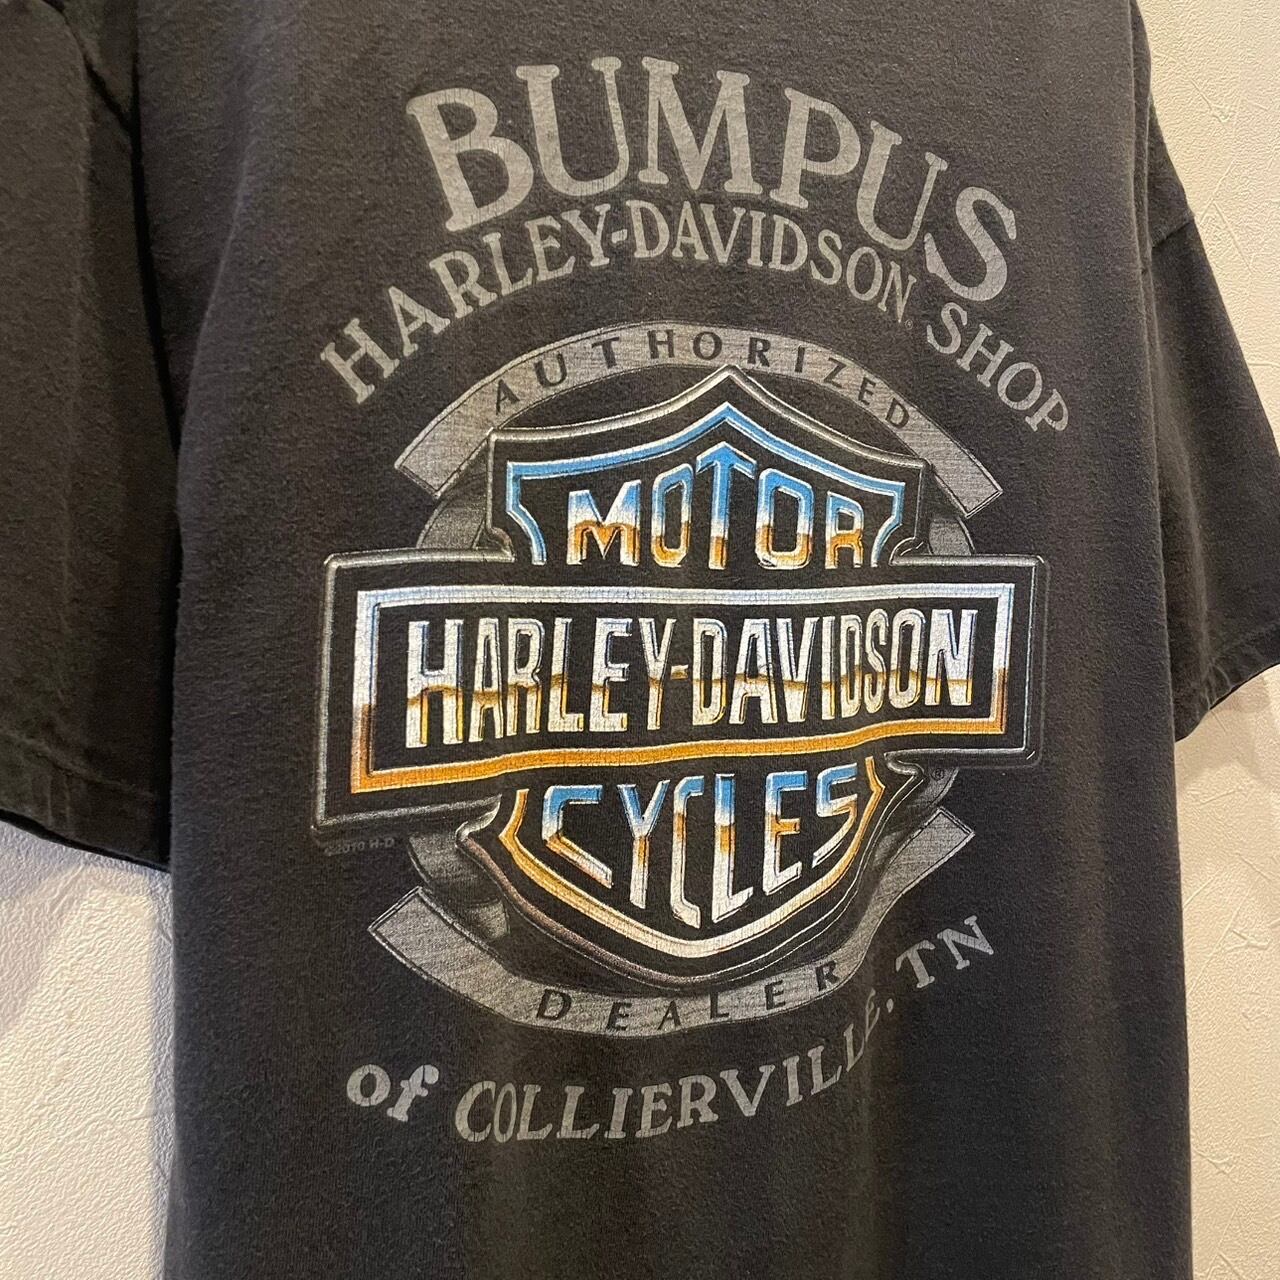 BUMPUS
HARLEY-DAVIDSON SHOP
AUTHORIZED
MOTOR
HARLEY-DAVIDSON
CYCLES
®
©2010 H-D
DEALER
of COLLIERVILLE, TN